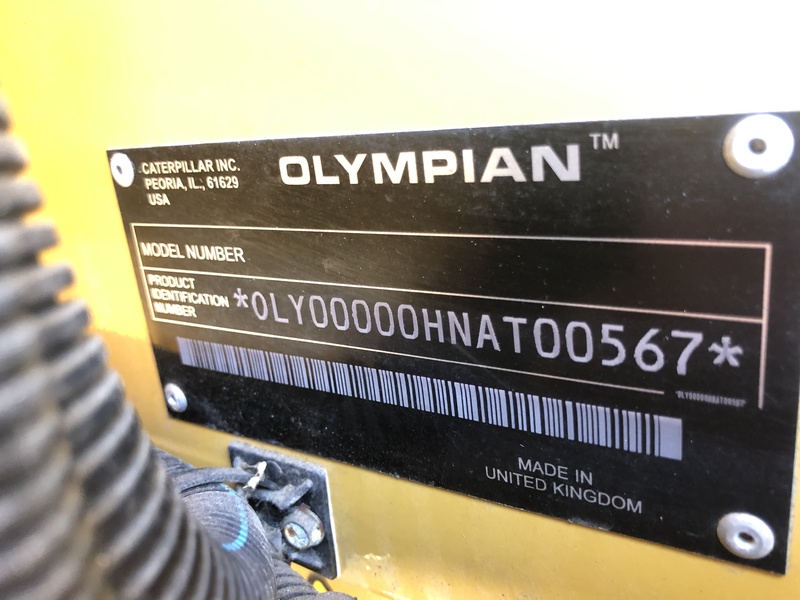 CATERPILLAR INC.
PEORIA, IL., 61629
USA
OLYMPIAN™
MODEL NUMBER
PRODUCT
IDENTIFICATION
NUMBER
*OLY00000HNAT00567*
MADE IN
UNITED KINGDOM